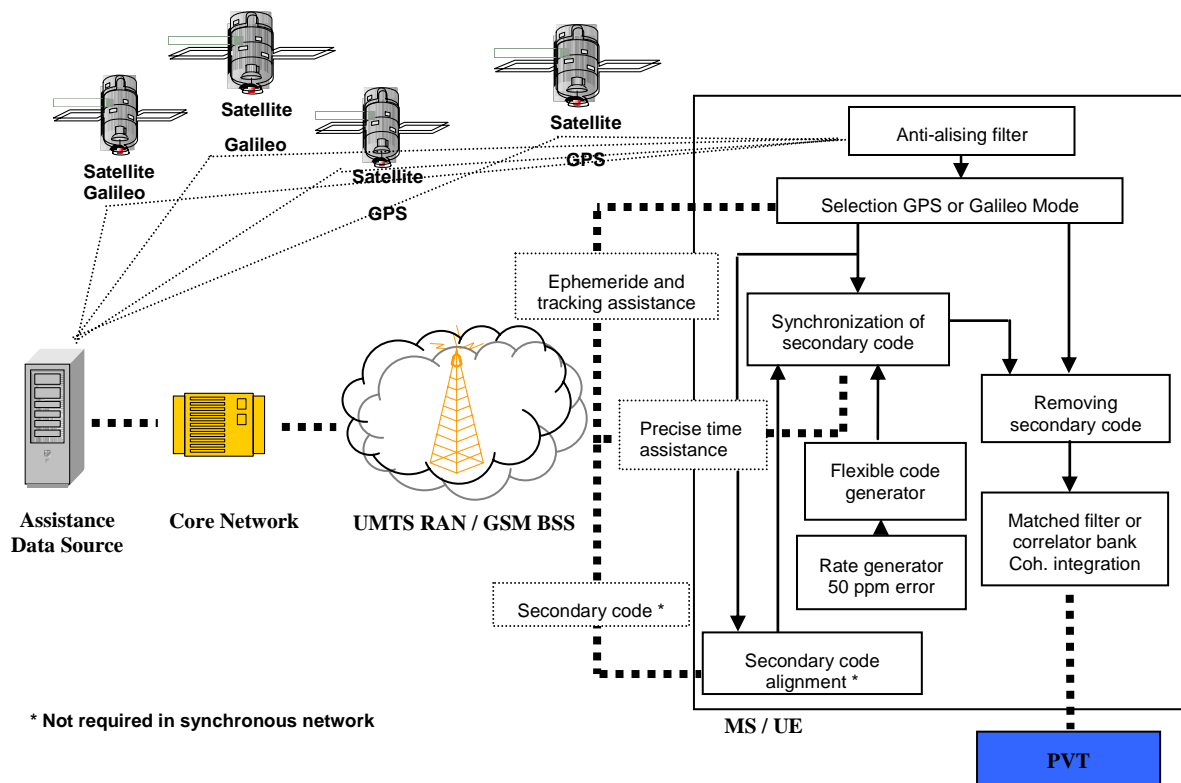 Satellite
Galileo
Satellite
Galileo
Satellite
GPS
Satellite
GPS
Anti-alising filter
Selection GPS or Galileo Mode
Ephemeride and
tracking assistance
Synchronization of
secondary code
Removing
secondary code
Precise time
assistance
Flexible code
generator
Assistance
Data Source
Core Network
UMTS RAN / GSM BSS
Matched filter or
correlator bank
Coh. integration
Rate generator
50 ppm error
Secondary code *
Secondary code
alignment *
* Not required in synchronous network
MS / UE
PVT